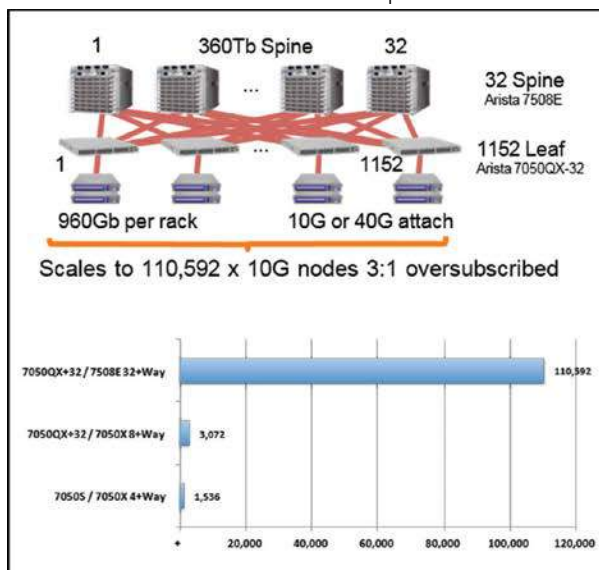 1 360Tb Spine 32
...
32 Spine
Arista 7508E
...
1 1152
1152 Leaf
Arista 7050QX-32
960Gb per rack 10G or 40G attach
Scales to 110,592 x 10G nodes 3:1 oversubscribed
7050QX+32 / 7508E 32+Way
110,592
7050QX+32 / 7050X 8+Way
3,072
7050S / 7050X 4+Way
1,536
+ 20,000 40,000 60,000 80,000 100,000 120,000